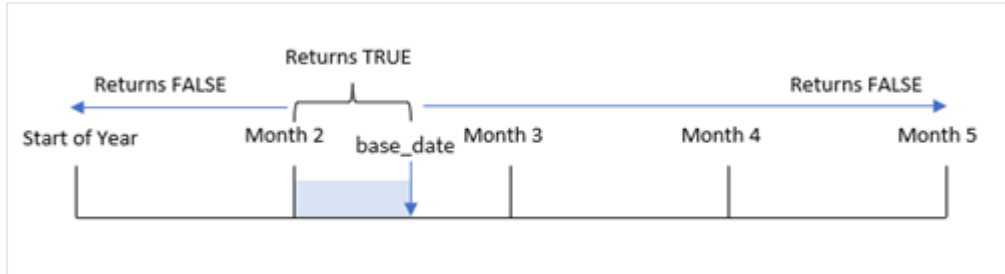 Returns TRUE
Returns FALSE
Returns FALSE
Start of Year
Month 2
base_date
Month 3
Month 4
Month 5